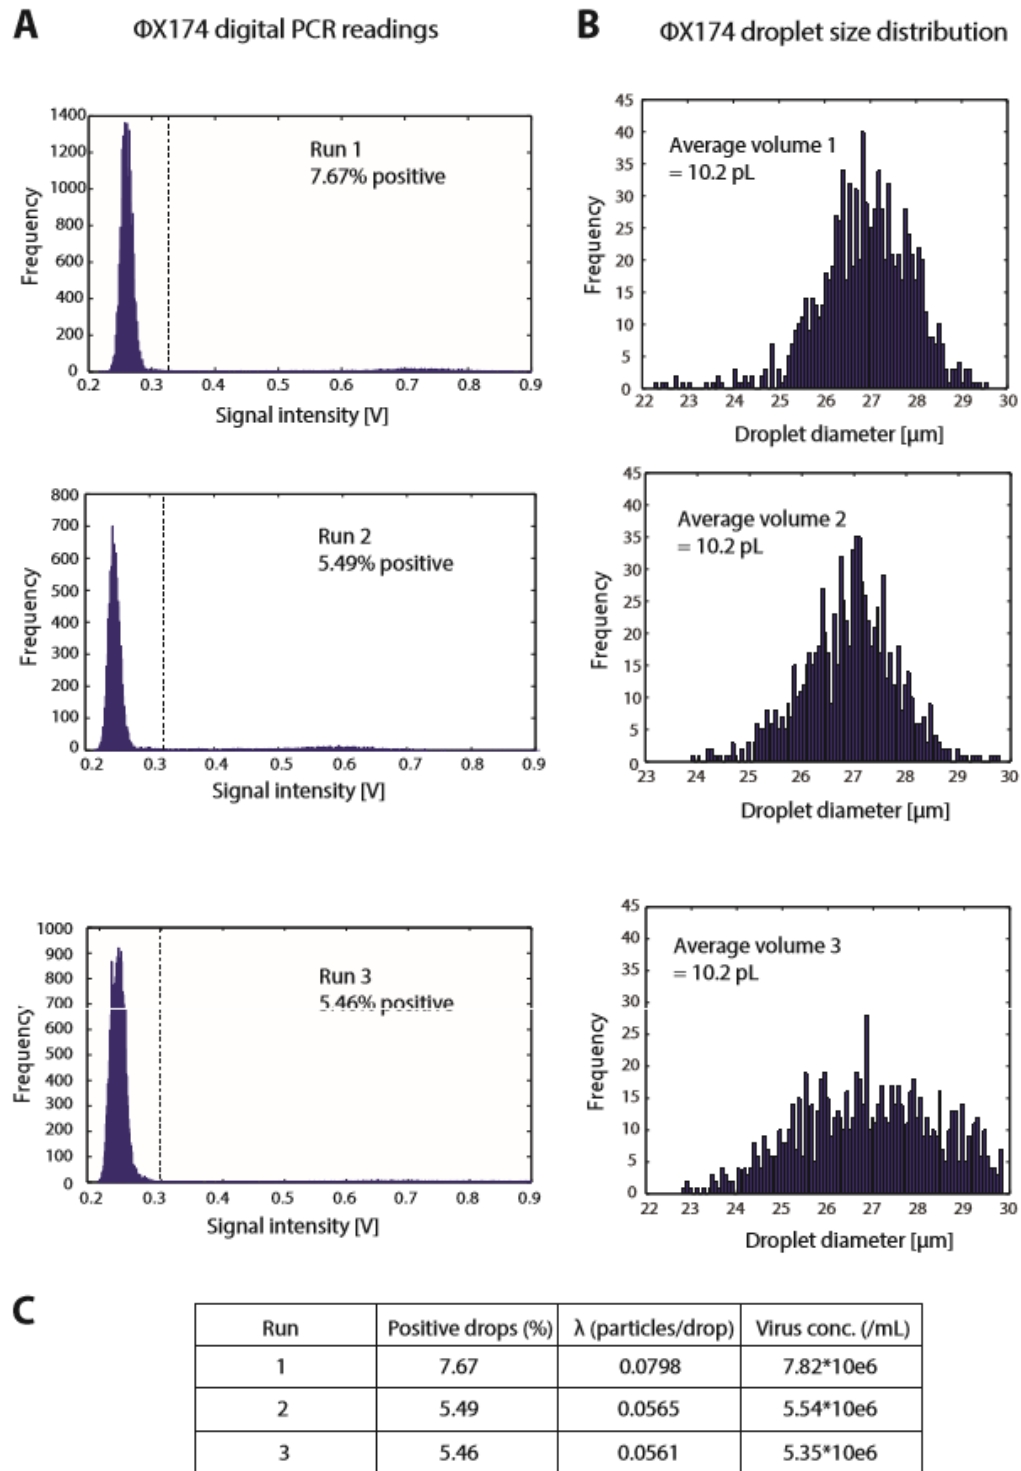 A
ΦX174 digital PCR readings
B
ΦX174 droplet size distribution
1400
1200
1000
800
600
400
200
0
Frequency
Run 1
7.67% positive
0.2 0.3 0.4 0.5 0.6 0.7 0.8 0.9
Signal intensity [V]
45
40
35
30
25
20
15
10
5
0
Frequency
Average volume 1
= 10.2 pL
22 23 24 25 26 27 28 29 30
Droplet diameter [µm]
800
700
600
500
400
300
200
100
0
Frequency
Run 2
5.49% positive
0.2 0.3 0.4 0.5 0.6 0.7 0.8 0.9
Signal intensity [V]
45
40
35
30
25
20
15
10
5
0
Frequency
Average volume 2
= 10.2 pL
23 24 25 26 27 28 29 30
Droplet diameter [µm]
1000
900
800
700
600
500
400
300
200
100
0
Frequency
Run 3
5.46% positive
0.2 0.3 0.4 0.5 0.6 0.7 0.8 0.9
Signal intensity [V]
45
40
35
30
25
20
15
10
5
0
Frequency
Average volume 3
= 10.2 pL
22 23 24 25 26 27 28 29 30
Droplet diameter [µm]
C
Run Positive drops (%) λ (particles/drop) Virus conc. (/mL)
1 7.67 0.0798 7.82*10e6
2 5.49 0.0565 5.54*10e6
3 5.46 0.0561 5.35*10e6